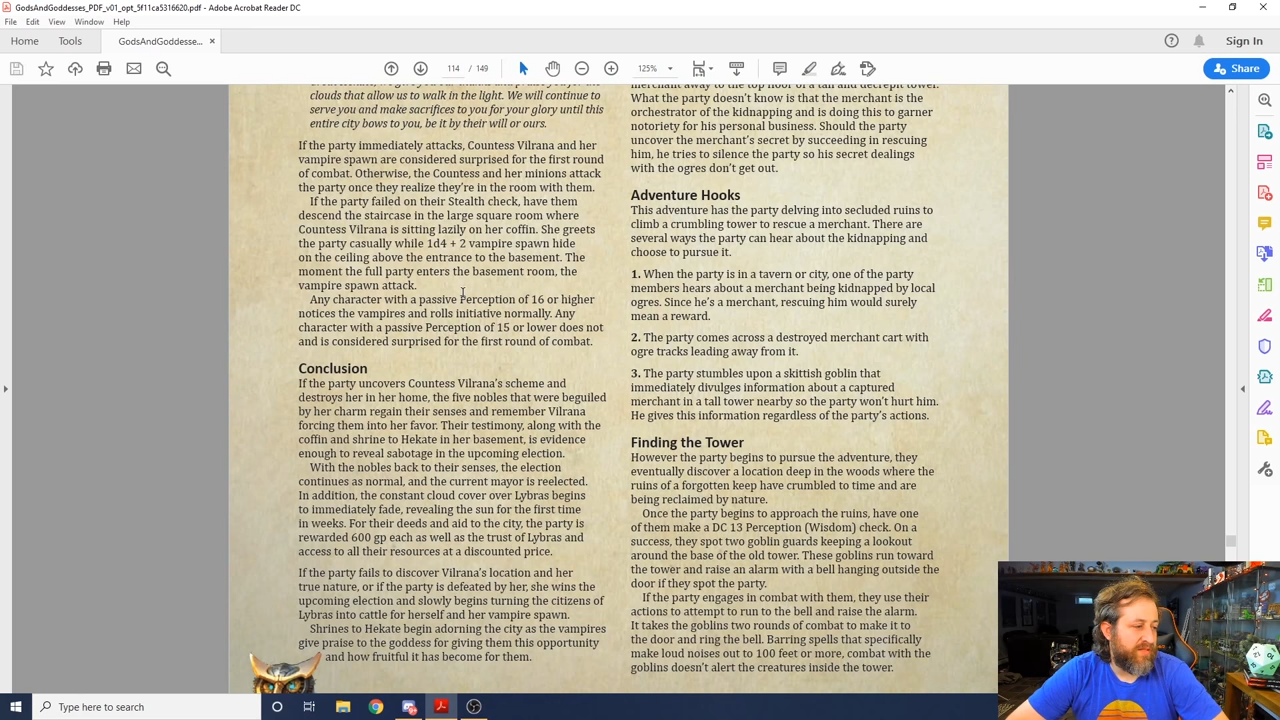 GodsAndGoddesses_PDF_v01_opt_5f11ca5316620.pdf - Adobe Acrobat Reader DC
File Edit View Window Help
Home Tools GodsAndGoddesse... ×
Sign In
114 / 149
125%
Share
clouds that allow us to walk in the light. We will continue to
serve you and make sacrifices to you for your glory until this
entire city bows to you, be it by their will or ours.
If the party immediately attacks, Countess Vilrana and her
vampire spawn are considered surprised for the first round
of combat. Otherwise, the Countess and her minions attack
the party once they realize they're in the room with them.
If the party failed on their Stealth check, have them
descend the staircase in the large square room where
Countess Vilrana is sitting lazily on her coffin. She greets
the party casually while 1d4 + 2 vampire spawn hide
on the ceiling above the entrance to the basement. The
moment the full party enters the basement room, the
vampire spawn attack.
Any character with a passive Perception of 16 or higher
notices the vampires and rolls initiative normally. Any
character with a passive Perception of 15 or lower does not
and is considered surprised for the first round of combat.
Conclusion
If the party uncovers Countess Vilrana's scheme and
destroys her in her home, the five nobles that were beguiled
by her charm regain their senses and remember Vilrana
forcing them into her favor. Their testimony, along with the
coffin and shrine to Hekate in her basement, is evidence
enough to reveal sabotage in the upcoming election.
With the nobles back to their senses, the election
continues as normal, and the current mayor is reelected.
In addition, the constant cloud cover over Lybras begins
to immediately fade, revealing the sun for the first time
in weeks. For their deeds and aid to the city, the party is
rewarded 600 gp each as well as the trust of Lybras and
access to all their resources at a discounted price.
If the party fails to discover Vilrana's location and her
true nature, or if the party is defeated by her, she wins the
upcoming election and slowly begins turning the citizens of
Lybras into cattle for herself and her vampire spawn.
Shrines to Hekate begin adorning the city as the vampires
give praise to the goddess for giving them this opportunity
and how fruitful it has become for them.
merchant away to the top floor of a tall and decrepit tower.
What the party doesn't know is that the merchant is the
orchestrator of the kidnapping and is doing this to garner
notoriety for his personal business. Should the party
uncover the merchant's secret by succeeding in rescuing
him, he tries to silence the party so his secret dealings
with the ogres don't get out.
Adventure Hooks
This adventure has the party delving into secluded ruins to
climb a crumbling tower to rescue a merchant. There are
several ways the party can hear about the kidnapping and
choose to pursue it.
1. When the party is in a tavern or city, one of the party
members hears about a merchant being kidnapped by local
ogres. Since he's a merchant, rescuing him would surely
mean a reward.
2. The party comes across a destroyed merchant cart with
ogre tracks leading away from it.
3. The party stumbles upon a skittish goblin that
immediately divulges information about a captured
merchant in a tall tower nearby so the party won't hurt him.
He gives this information regardless of the party's actions.
Finding the Tower
However the party begins to pursue the adventure, they
eventually discover a location deep in the woods where the
ruins of a forgotten keep have crumbled to time and are
being reclaimed by nature.
Once the party begins to approach the ruins, have one
of them make a DC 13 Perception (Wisdom) check. On a
success, they spot two goblin guards keeping a lookout
around the base of the old tower. These goblins run toward
the tower and raise an alarm with a bell hanging outside the
door if they spot the party.
If the party engages in combat with them, they use their
actions to attempt to run to the bell and raise the alarm.
It takes the goblins two rounds of combat to make it to
the door and ring the bell. Barring spells that specifically
make loud noises out to 100 feet or more, combat with the
goblins doesn't alert the creatures inside the tower.
Type here to search